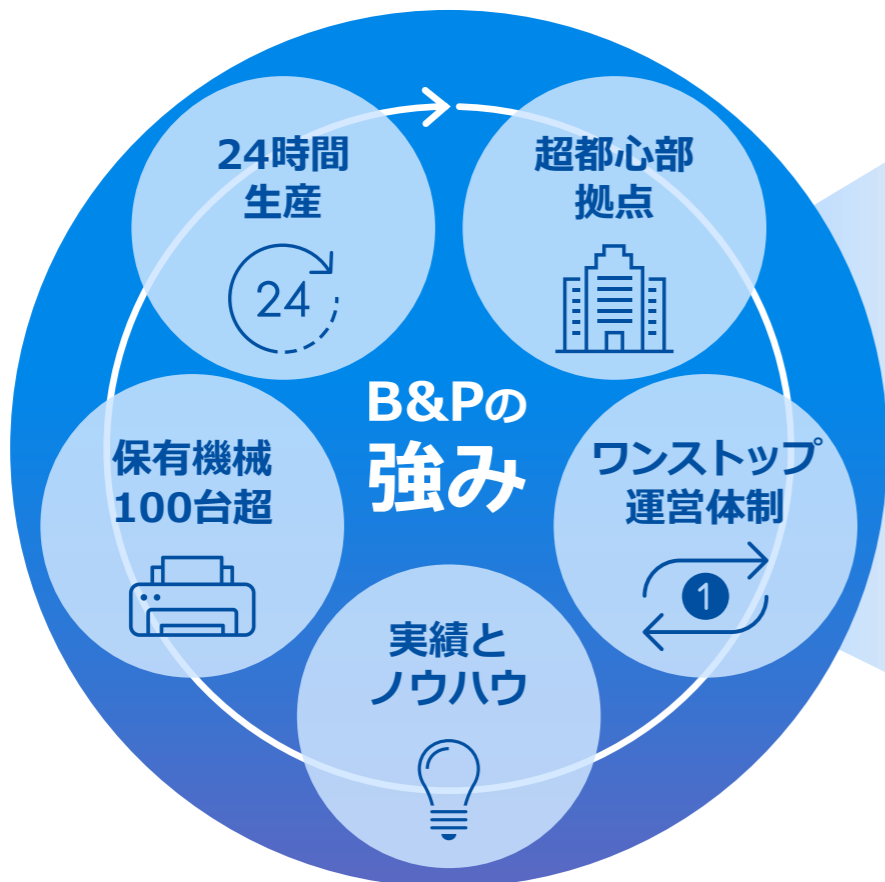 24時間
生産
24
超都心部
拠点
B&Pの
強み
保有機械
100台超
ワンストップ
運営体制
1
実績と
ノウハウ